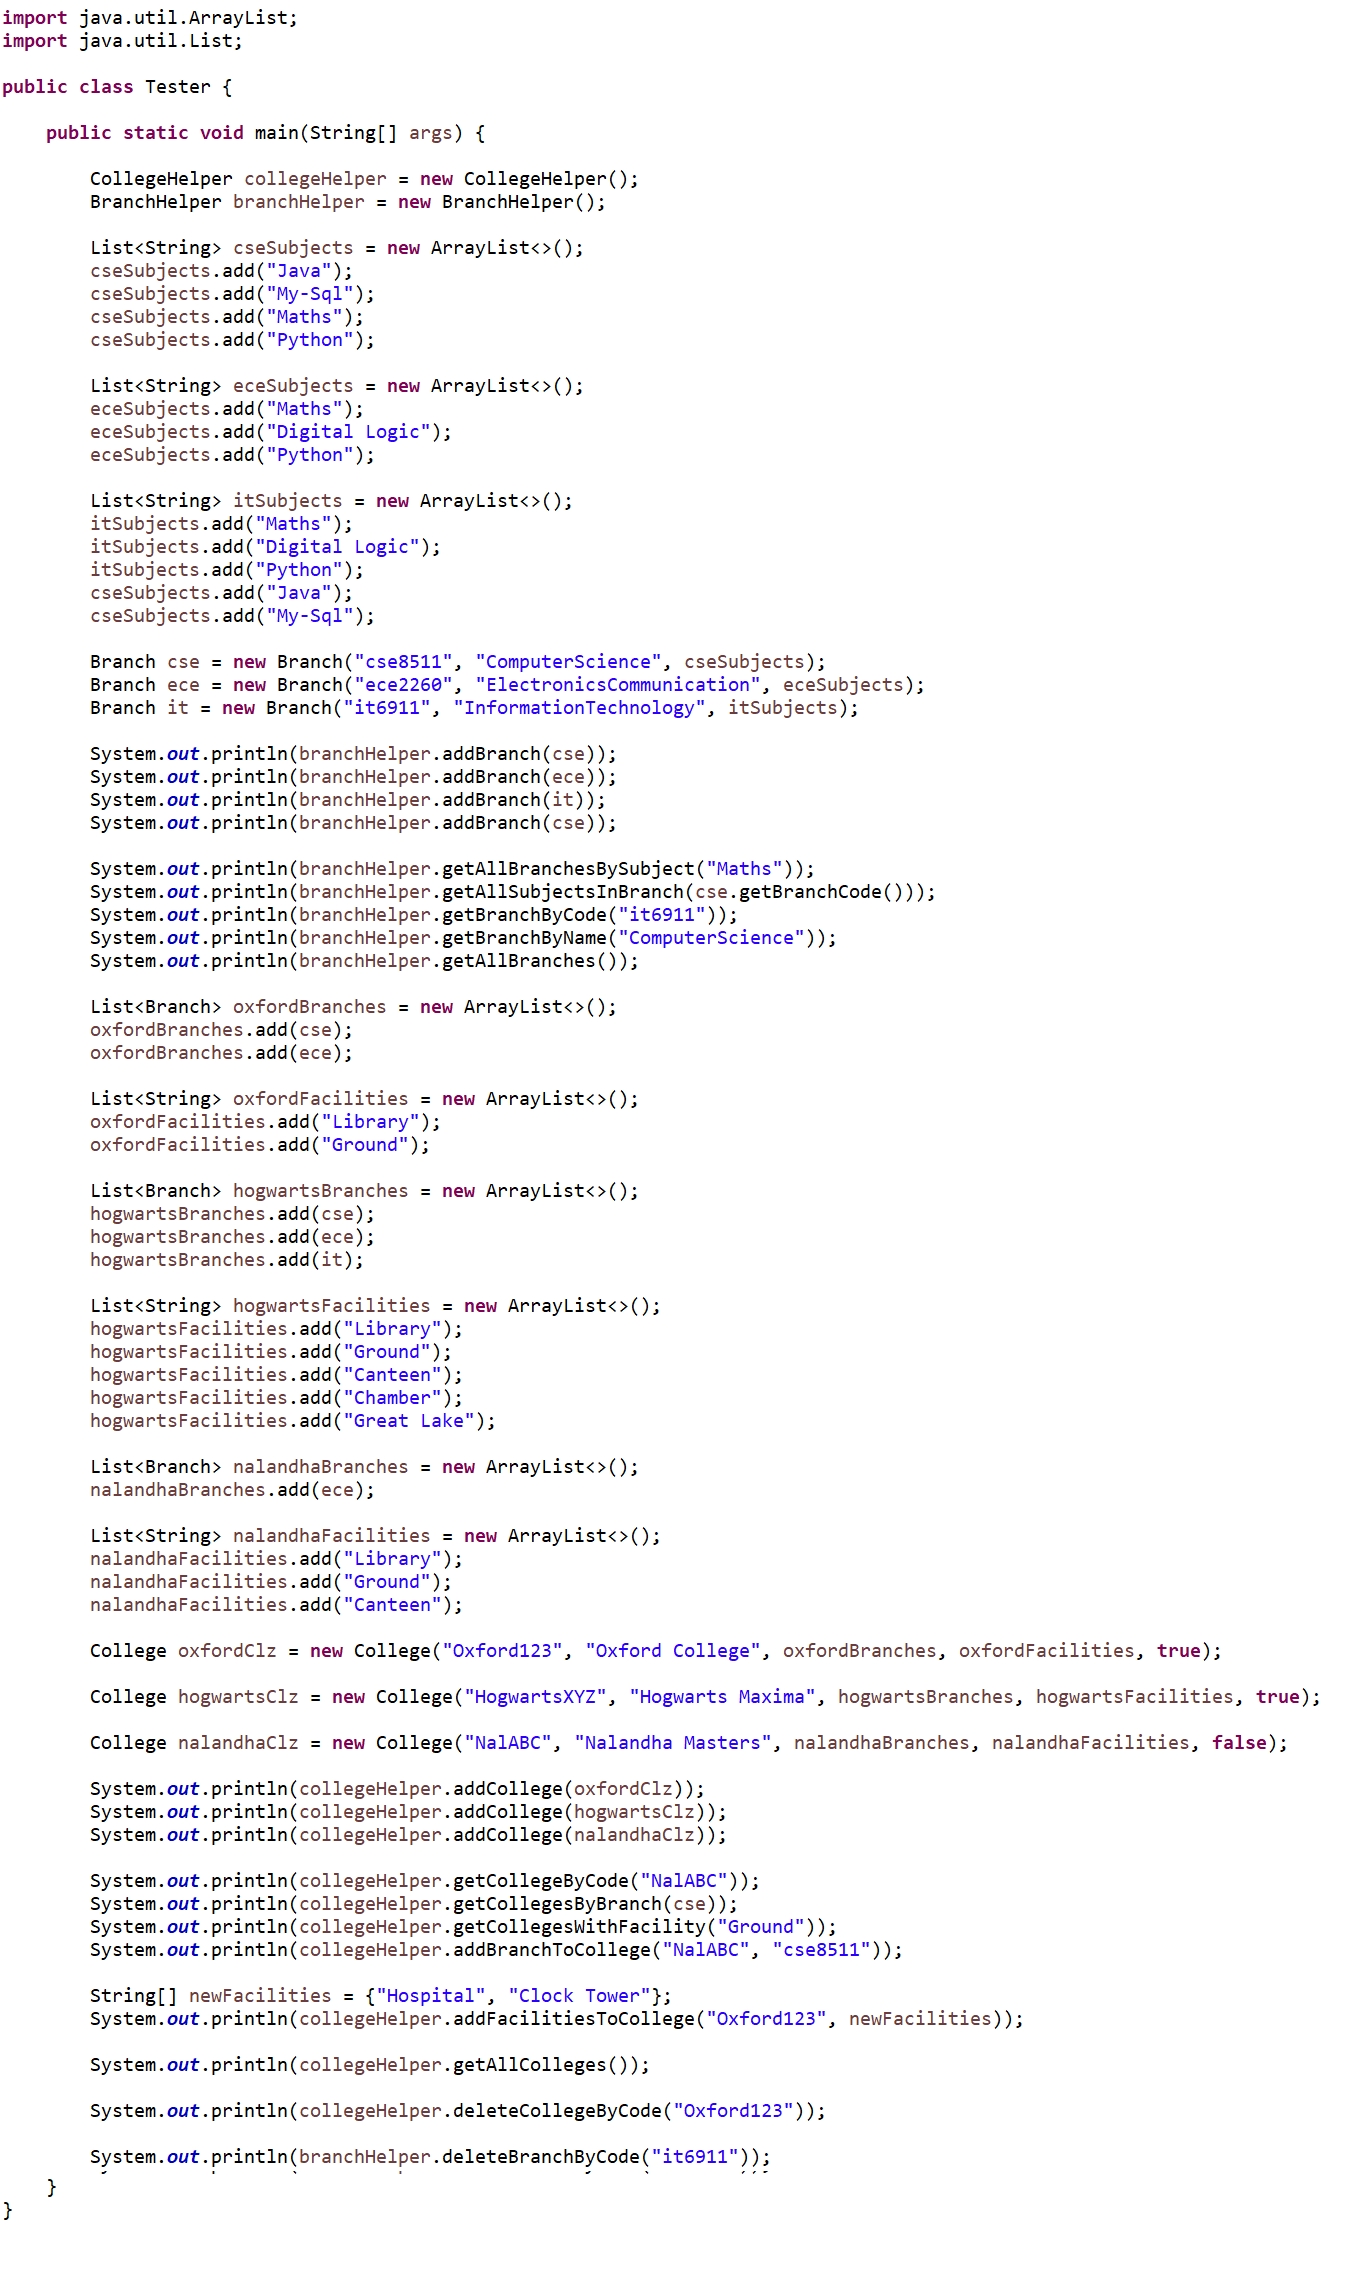 import java.util.ArrayList;
import java.util.List;
public class Tester {
public static void main(String[] args) {
CollegeHelper collegeHelper = new CollegeHelper();
BranchHelper branchHelper = new BranchHelper();
List<String> cseSubjects = new ArrayList<>();
cseSubjects.add("Java");
cseSubjects.add("My-Sql");
cseSubjects.add("Maths");
cseSubjects.add("Python");
List<String> eceSubjects = new ArrayList<>();
eceSubjects.add("Maths");
eceSubjects.add("Digital Logic");
eceSubjects.add("Python");
List<String> itSubjects = new ArrayList<>();
itSubjects.add("Maths");
itSubjects.add("Digital Logic");
itSubjects.add("Python");
cseSubjects.add("Java");
cseSubjects.add("My-Sql");
Branch cse = new Branch("cse8511", "ComputerScience", cseSubjects);
Branch ece = new Branch("ece2260", "ElectronicsCommunication", eceSubjects);
Branch it = new Branch("it6911", "InformationTechnology", itSubjects);
System.out.println(branchHelper.addBranch(cse));
System.out.println(branchHelper.addBranch(ece));
System.out.println(branchHelper.addBranch(it));
System.out.println(branchHelper.addBranch(cse));
System.out.println(branchHelper.getAllBranchesBySubject("Maths"));
System.out.println(branchHelper.getAllSubjectsInBranch(cse.getBranchCode()));
System.out.println(branchHelper.getBranchByCode("it6911"));
System.out.println(branchHelper.getBranchByName("ComputerScience"));
System.out.println(branchHelper.getAllBranches());
List<Branch> oxfordBranches = new ArrayList<>();
oxfordBranches.add(cse);
oxfordBranches.add(ece);
List<String> oxfordFacilities = new ArrayList<>();
oxfordFacilities.add("Library");
oxfordFacilities.add("Ground");
List<Branch> hogwartsBranches = new ArrayList<>();
hogwartsBranches.add(cse);
hogwartsBranches.add(ece);
hogwartsBranches.add(it);
List<String> hogwartsFacilities = new ArrayList<>();
hogwartsFacilities.add("Library");
hogwartsFacilities.add("Ground");
hogwartsFacilities.add("Canteen");
hogwartsFacilities.add("Chamber");
hogwartsFacilities.add("Great Lake");
List<Branch> nalandhaBranches = new ArrayList<>();
nalandhaBranches.add(ece);
List<String> nalandhaFacilities = new ArrayList<>();
nalandhaFacilities.add("Library");
nalandhaFacilities.add("Ground");
nalandhaFacilities.add("Canteen");
College oxfordClz = new College("Oxford123", "Oxford College", oxfordBranches, oxfordFacilities, true);
College hogwartsClz = new College("HogwartsXYZ", "Hogwarts Maxima", hogwartsBranches, hogwartsFacilities, true);
College nalandhaClz = new College("NalABC", "Nalandha Masters", nalandhaBranches, nalandhaFacilities, false);
System.out.println(collegeHelper.addCollege(oxfordClz));
System.out.println(collegeHelper.addCollege(hogwartsClz));
System.out.println(collegeHelper.addCollege(nalandhaClz));
System.out.println(collegeHelper.getCollegeByCode("NalABC"));
System.out.println(collegeHelper.getCollegesByBranch(cse));
System.out.println(collegeHelper.getCollegesWithFacility("Ground"));
System.out.println(collegeHelper.addBranchToCollege("NalABC", "cse8511"));
String[] newFacilities = {"Hospital", "Clock Tower"};
System.out.println(collegeHelper.addFacilitiesToCollege("Oxford123", newFacilities));
System.out.println(collegeHelper.getAllColleges());
System.out.println(collegeHelper.deleteCollegeByCode("Oxford123"));
System.out.println(branchHelper.deleteBranchByCode("it6911"));
}
}